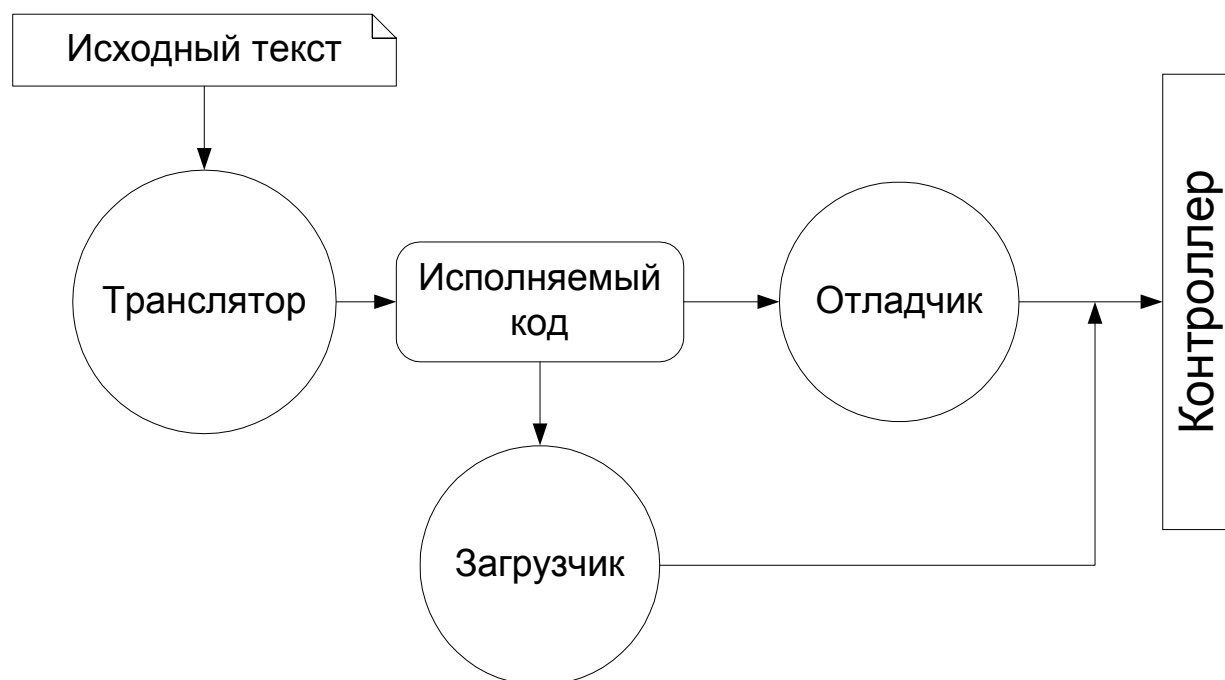 Исходный текст
Транслятор
Исполняемый
код
Отладчик
Контроллер
Загрузчик